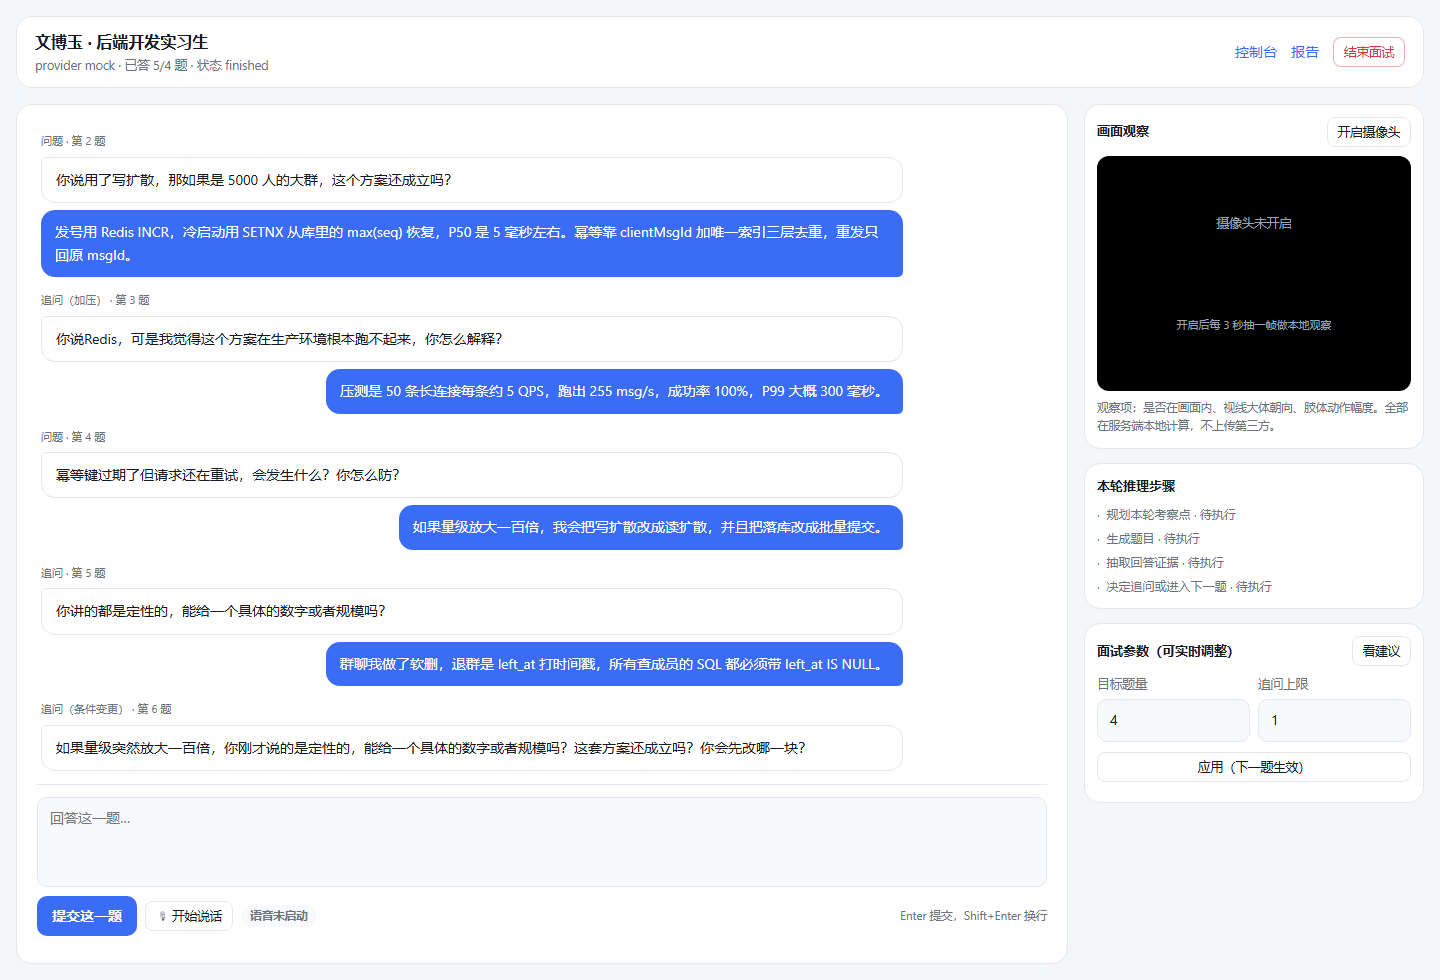 文博玉 · 后端开发实习生
provider mock · 已答 5/4 题 · 状态 finished
控制台
报告
结束面试
问题 · 第 2 题
你说用了写扩散，那如果是 5000 人的大群，这个方案还成立吗？
发号用 Redis INCR，冷启动用 SETNX 从库里的 max(seq) 恢复，P50 是 5 毫秒左右。幂等靠 clientMsgId 加唯一索引三层去重，重发只
回原 msgId。
追问（加压） · 第 3 题
你说Redis，可是我觉得这个方案在生产环境根本跑不起来，你怎么解释？
压测是 50 条长连接每条约 5 QPS，跑出 255 msg/s，成功率 100%，P99 大概 300 毫秒。
问题 · 第 4 题
幂等键过期了但请求还在重试，会发生什么？你怎么防？
如果量级放大一百倍，我会把写扩散改成读扩散，并且把落库改成批量提交。
追问 · 第 5 题
你讲的都是定性的，能给一个具体的数字或者规模吗？
群聊我做了软删，退群是 left_at 打时间戳，所有查成员的 SQL 都必须带 left_at IS NULL。
追问（条件变更） · 第 6 题
如果量级突然放大一百倍，你刚才说的是定性的，能给一个具体的数字或者规模吗？这套方案还成立吗？你会先改哪一块？
回答这一题...
提交这一题
开始说话
语音未启动
Enter 提交，Shift+Enter 换行
画面观察
开启摄像头
摄像头未开启
开启后每 3 秒抽一帧做本地观察
观察项：是否在画面内、视线大体朝向、肢体动作幅度。全部
在服务端本地计算，不上传第三方。
本轮推理步骤
· 规划本轮考察点 · 待执行
· 生成题目 · 待执行
· 抽取回答证据 · 待执行
· 决定追问或进入下一题 · 待执行
面试参数（可实时调整）
看建议
目标题量
追问上限
4
1
应用（下一题生效）